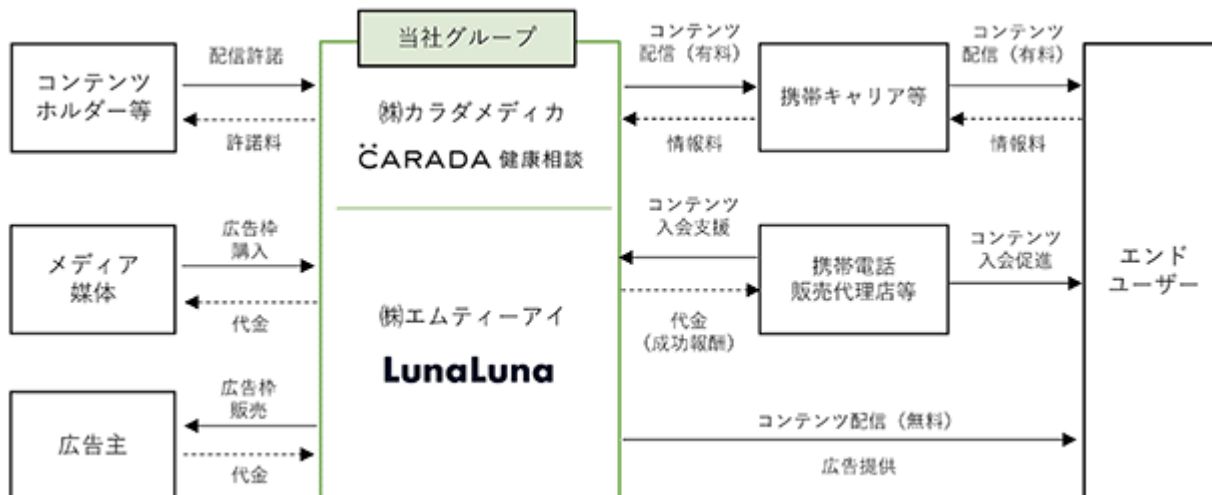 当社グループ
コンテンツ
ホルダー等
配信許諾
許諾料
㈱カラダメディカ
CARADA 健康相談
コンテンツ
配信（有料）
情報料
携帯キャリア等
コンテンツ
配信（有料）
情報料
メディア
媒体
広告枠
購入
代金
㈱エムティーアイ
LunaLuna
コンテンツ
入会支援
代金
（成功報酬）
携帯電話
販売代理店等
コンテンツ
入会促進
エンド
ユーザー
広告主
広告枠
販売
代金
コンテンツ配信（無料）
広告提供